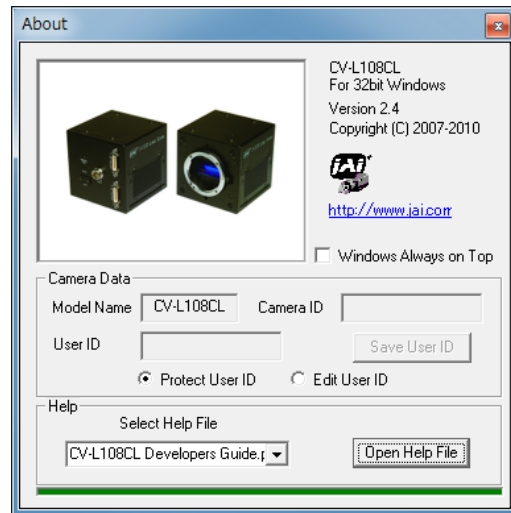 About
CV-L108CL
For 32bit Windows
Version 2.4
Copyright (C) 2007-2010
JAi
http://www.jai.com
Windows Always on Top
Camera Data
Model Name CV-L108CL Camera ID
User ID Save User ID
Protect User ID Edit User ID
Help
Select Help File
CV-L108CL Developers Guide.p Open Help File